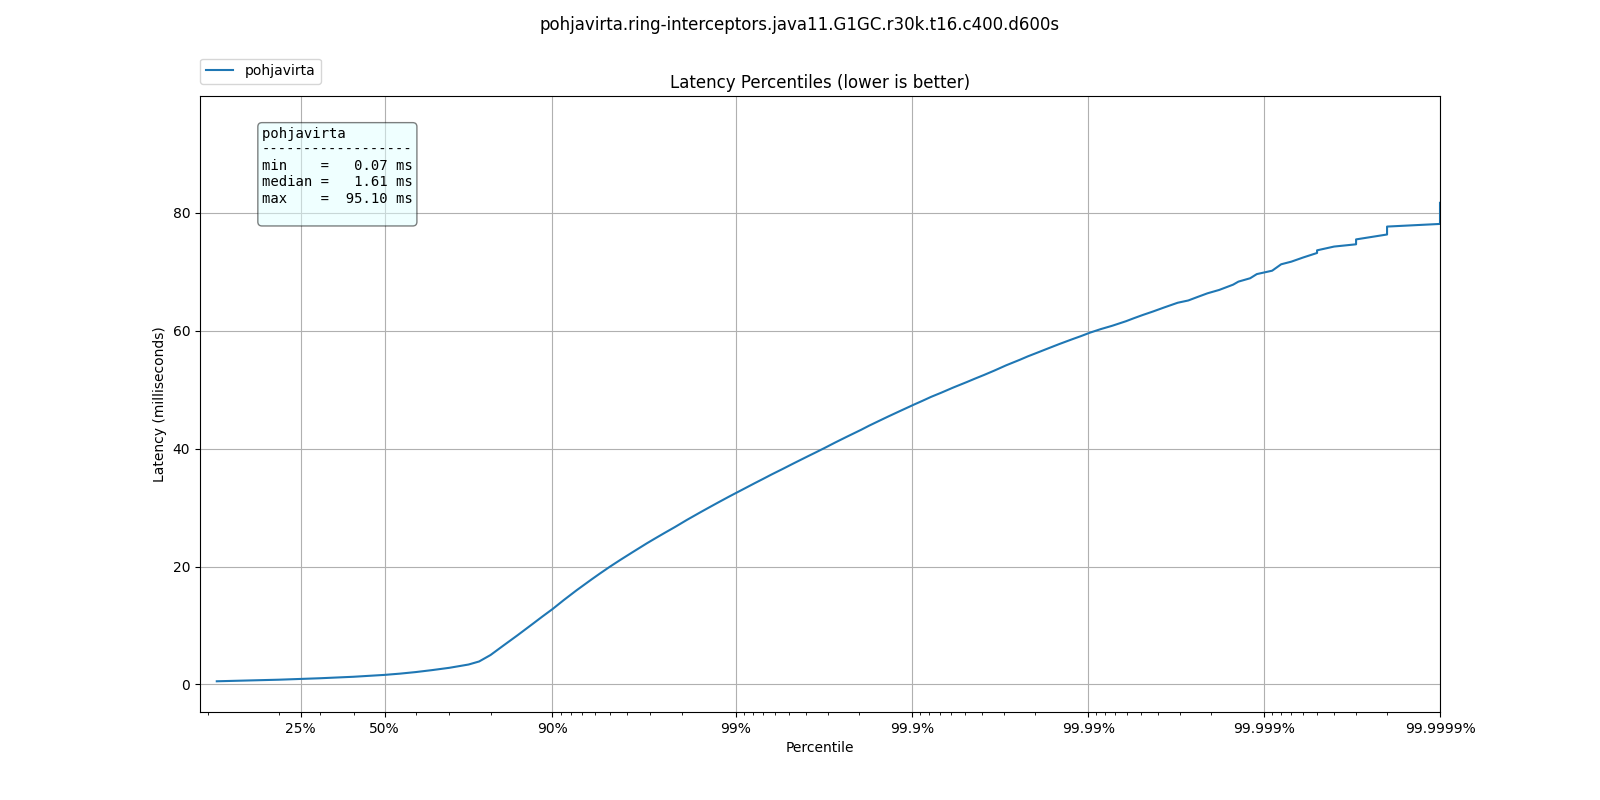 pohjavirta.ring-interceptors.java11.G1GC.r30k.t16.c400.d600s
pohjavirta
Latency Percentiles (lower is better)
pohjavirta
------------------
min    =   0.07 ms
median =   1.61 ms
max    =  95.10 ms
80
60
40
20
0
Latency (milliseconds)
25% 50% 90% 99% 99.9% 99.99% 99.999% 99.9999%
Percentile